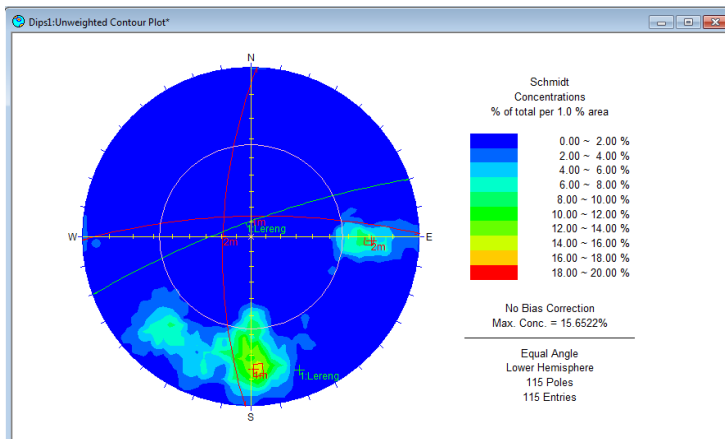 Dips1:Unweighted Contour Plot*
N
Schmidt
Concentrations
% of total per 1.0 % area
0.00 ~ 2.00 %
2.00 ~ 4.00 %
4.00 ~ 6.00 %
6.00 ~ 8.00 %
8.00 ~ 10.00 %
10.00 ~ 12.00 %
12.00 ~ 14.00 %
14.00 ~ 16.00 %
16.00 ~ 18.00 %
18.00 ~ 20.00 %
1m
1:Lereng
W
2m
2m
E
No Bias Correction
Max. Conc. = 15.6522%
Equal Angle
Lower Hemisphere
115 Poles
115 Entries
1m
1:Lereng
S